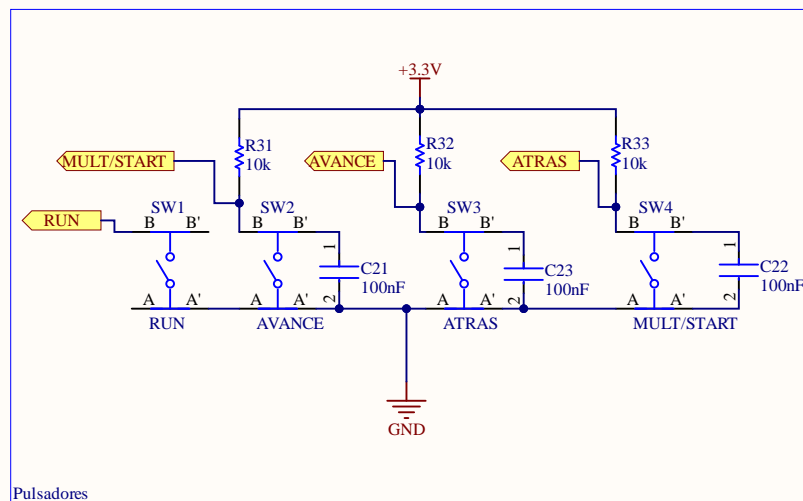 +3.3V
R31
10k
R32
10k
R33
10k
MULT/START
AVANCE
ATRAS
RUN
SW1
B
B'
A
A'
RUN
SW2
B
B'
A
A'
AVANCE
1
C21
100nF
2
SW3
B
B'
A
A'
ATRAS
1
C23
100nF
2
SW4
B
B'
A
A'
MULT/START
1
C22
100nF
2
GND
Pulsadores